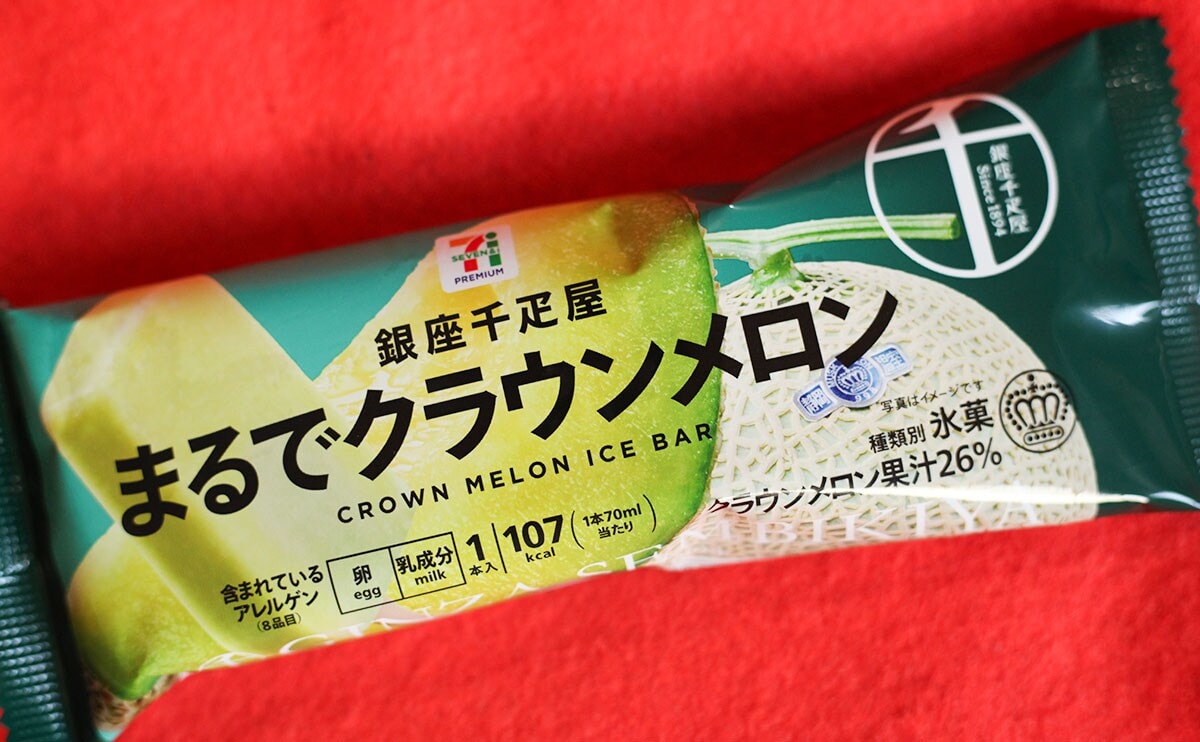 銀座千疋屋
Since 1894
SEVEN&i
PREMIUM
銀座千疋屋
まるでクラウンメロン
CROWN MELON ICE BAR
写真はイメージです
種類別 氷菓
クラウンメロン果汁26%
含まれている
アレルゲン
(8品目)
卵
egg
乳成分
milk
1
本入
107
kcal
(1本70ml
当たり)